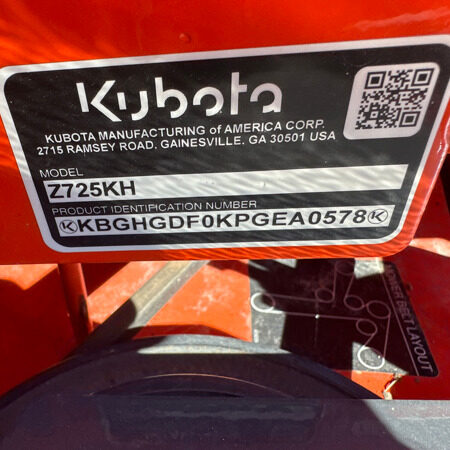 Kubota
KUBOTA MANUFACTURING of AMERICA CORP.
2715 RAMSEY ROAD, GAINESVILLE, GA 30501 USA
MODEL
Z725KH
PRODUCT IDENTIFICATION NUMBER
KBGHGDF0KPGEA0578
BELT LAYOUT